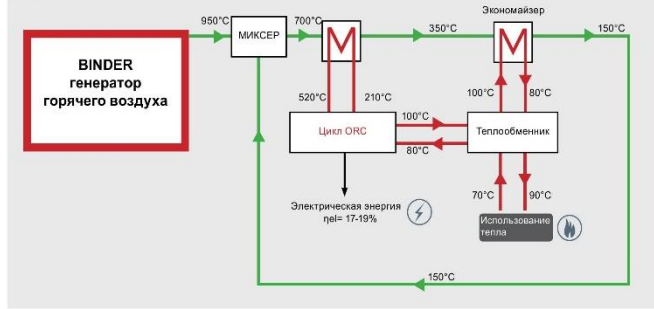 Экономайзер
950°C
700°C
350°C
150°C
МИКСЕР
BINDER
генератор
горячего воздуха
520°C
210°C
100°C
80°C
Цикл ORC
100°C
80°C
Теплообменник
Электрическая энергия
ηel= 17-19%
70°C
90°C
Использование
тепла
150°C